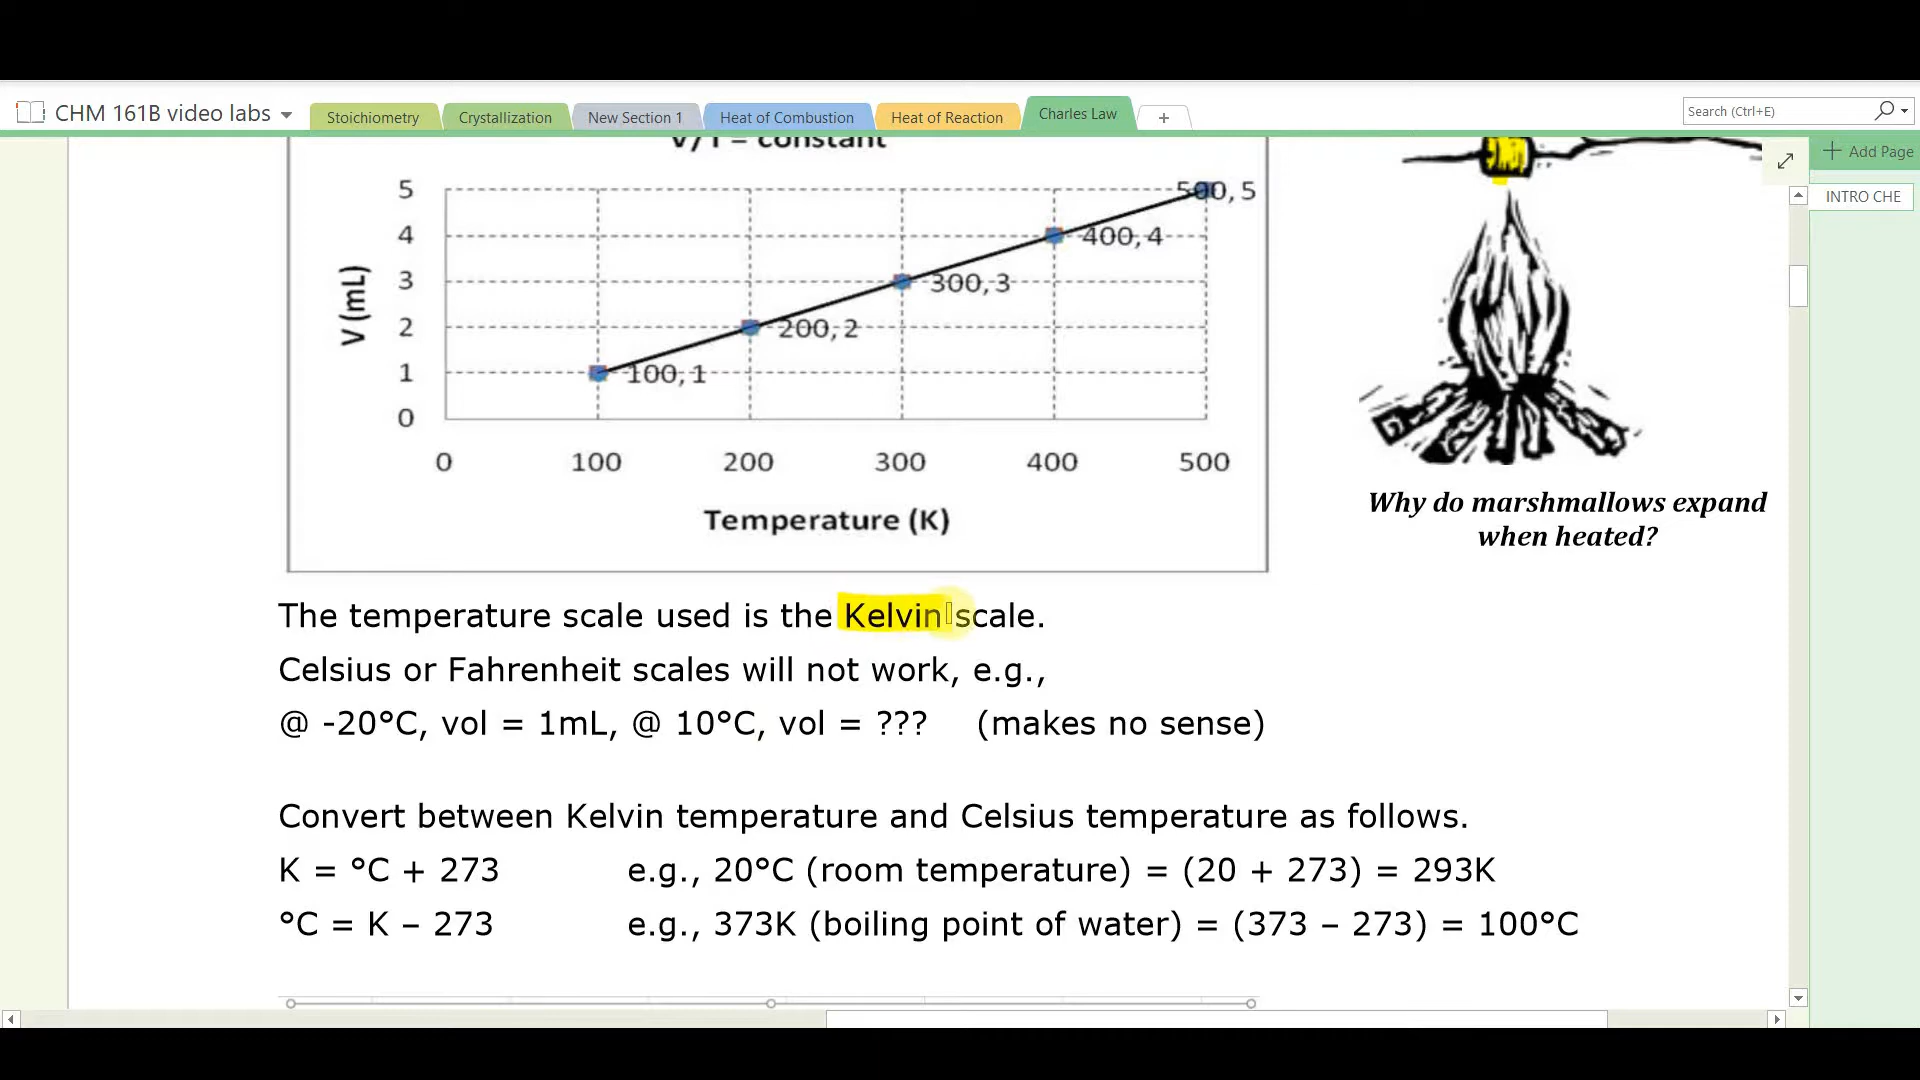 CHM 161B video labs
Stoichiometry
Crystallization
New Section 1
Heat of Combustion
Heat of Reaction
Charles Law
+
Search (Ctrl+E)
Add Page
INTRO CHE
V/T = constant
5
4
3
2
1
0
V (mL)
500, 5
400, 4
300, 3
200, 2
100, 1
0 100 200 300 400 500
Temperature (K)
Why do marshmallows expand
when heated?
The temperature scale used is the Kelvin scale.
Celsius or Fahrenheit scales will not work, e.g.,
@ -20°C, vol = 1mL, @ 10°C, vol = ??? (makes no sense)
Convert between Kelvin temperature and Celsius temperature as follows.
K = °C + 273 e.g., 20°C (room temperature) = (20 + 273) = 293K
°C = K – 273 e.g., 373K (boiling point of water) = (373 – 273) = 100°C